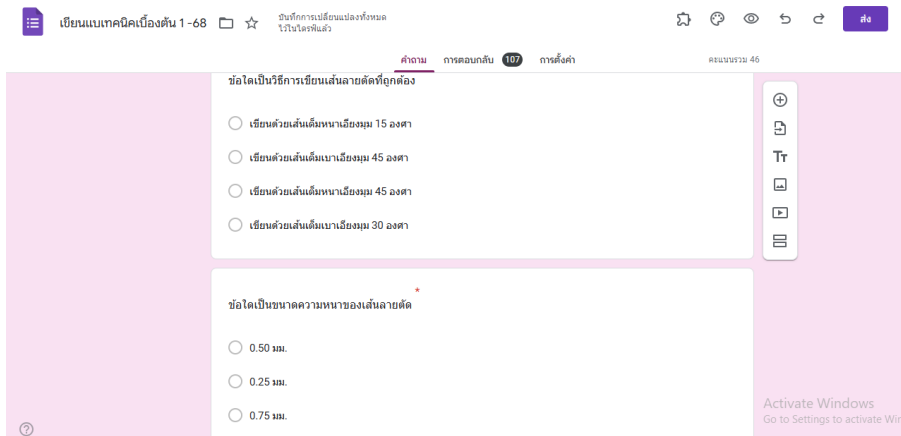 เขียนแบเทคนิคเบื้องต้น 1-68
บันทึกการเปลี่ยนแปลงทั้งหมด
ไว้ในไดรฟ์แล้ว
ส่ง
คำถาม การตอบกลับ 107 การตั้งค่า
คะแนนรวม 46
ข้อใดเป็นวิธีการเขียนเส้นลายตัดที่ถูกต้อง
เขียนด้วยเส้นเต็มหนาเอียงมุม 15 องศา
เขียนด้วยเส้นเต็มเบาเอียงมุม 45 องศา
เขียนด้วยเส้นเต็มหนาเอียงมุม 45 องศา
เขียนด้วยเส้นเต็มเบาเอียงมุม 30 องศา
*
ข้อใดเป็นขนาดความหนาของเส้นลายตัด
0.50 มม.
0.25 มม.
0.75 มม.
Activate Windows
Go to Settings to activate Wi